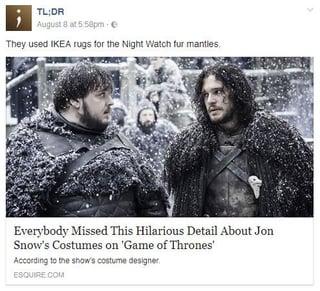 TL;DR
August 8 at 5:58pm ·
They used IKEA rugs for the Night Watch fur mantles.
Everybody Missed This Hilarious Detail About Jon
Snow's Costumes on 'Game of Thrones'
According to the show's costume designer.
ESQUIRE.COM